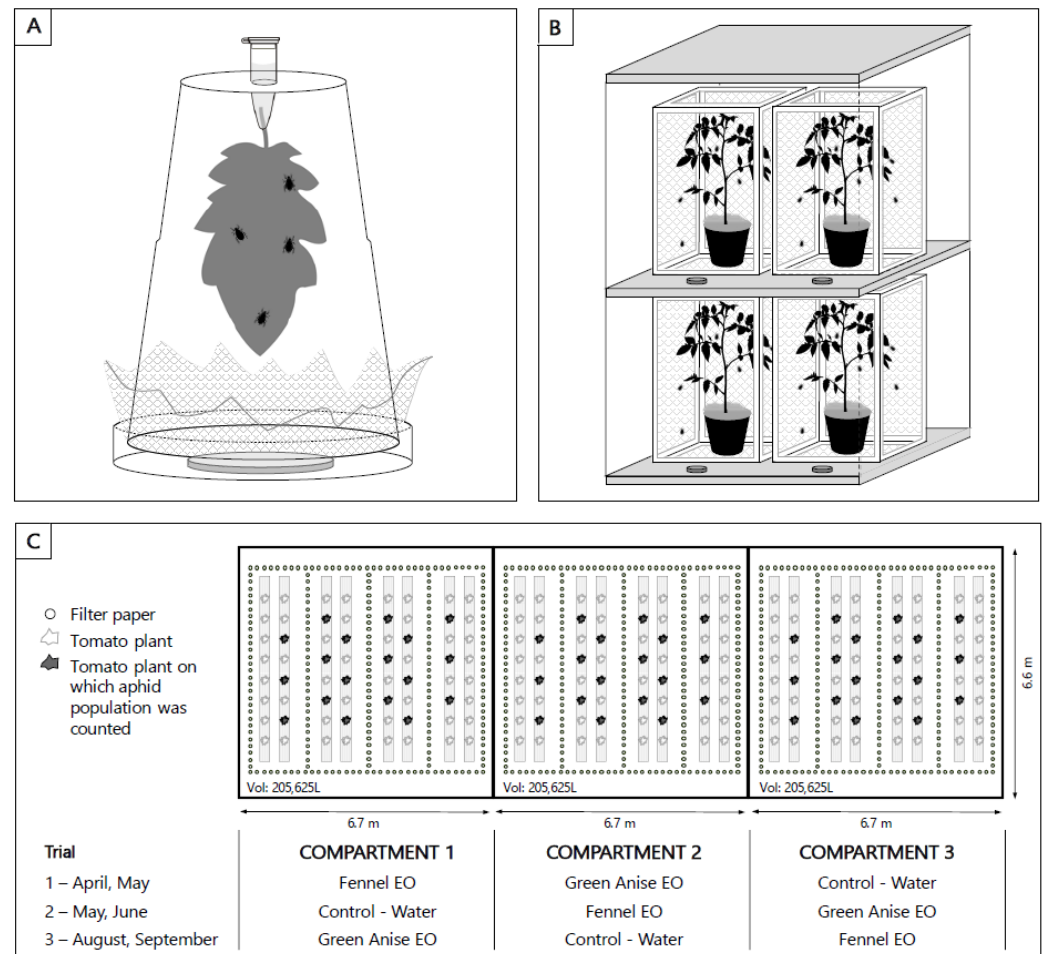 A
B
C
Filter paper
Tomato plant
Tomato plant on
which aphid
population was
counted
Vol: 205,625L
Vol: 205,625L
Vol: 205,625L
6.6 m
6.7 m
6.7 m
6.7 m
Trial
COMPARTMENT 1
COMPARTMENT 2
COMPARTMENT 3
1 – April, May
Fennel EO
Green Anise EO
Control - Water
2 – May, June
Control - Water
Fennel EO
Green Anise EO
3 – August, September
Green Anise EO
Control - Water
Fennel EO